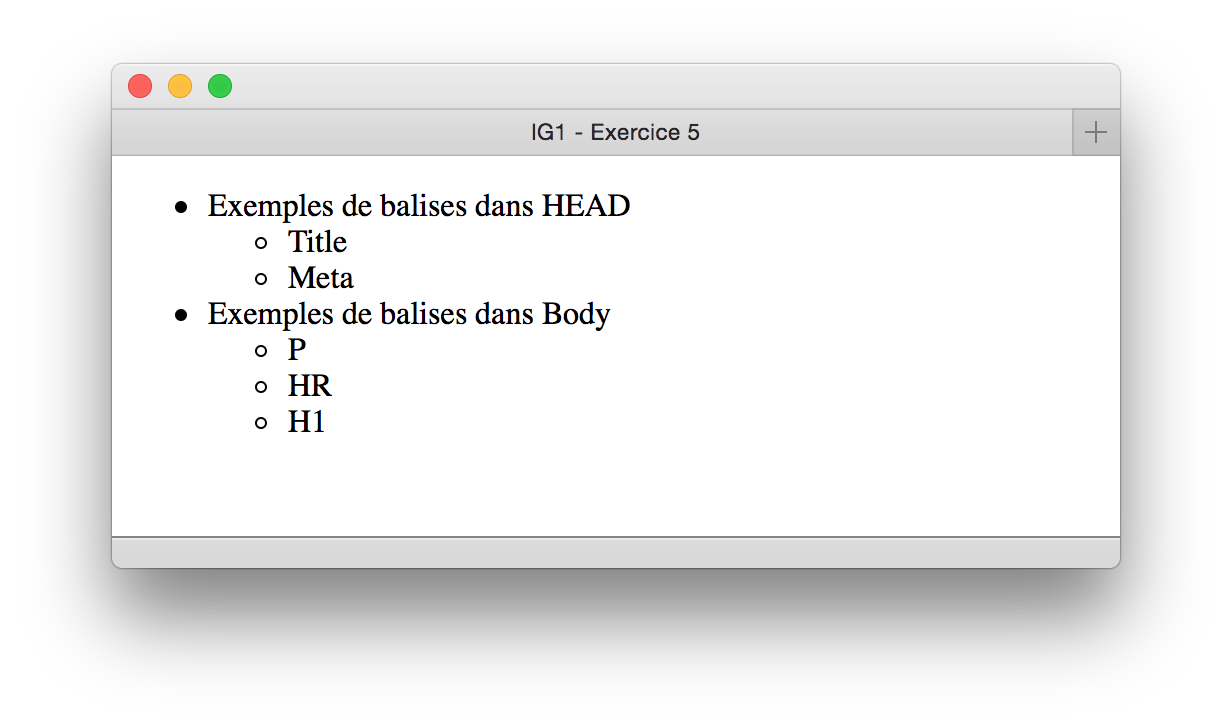 IG1 - Exercice 5
Exemples de balises dans HEAD
Title
Meta
Exemples de balises dans Body
P
HR
H1